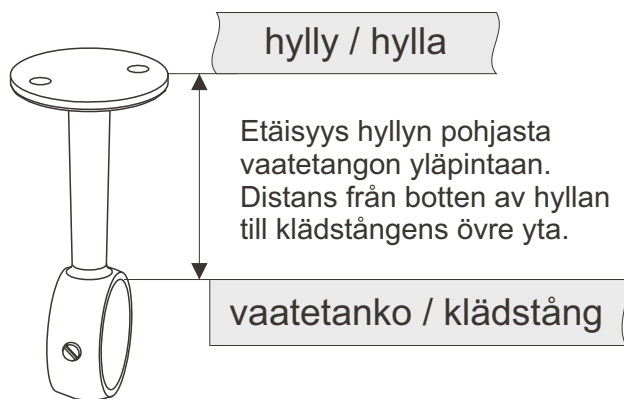 hylly / hylla
Etäisyys hyllyn pohjasta
vaatetangon yläpintaan.
Distans från botten av hyllan
till klädstångens övre yta.
vaatetanko / klädstång